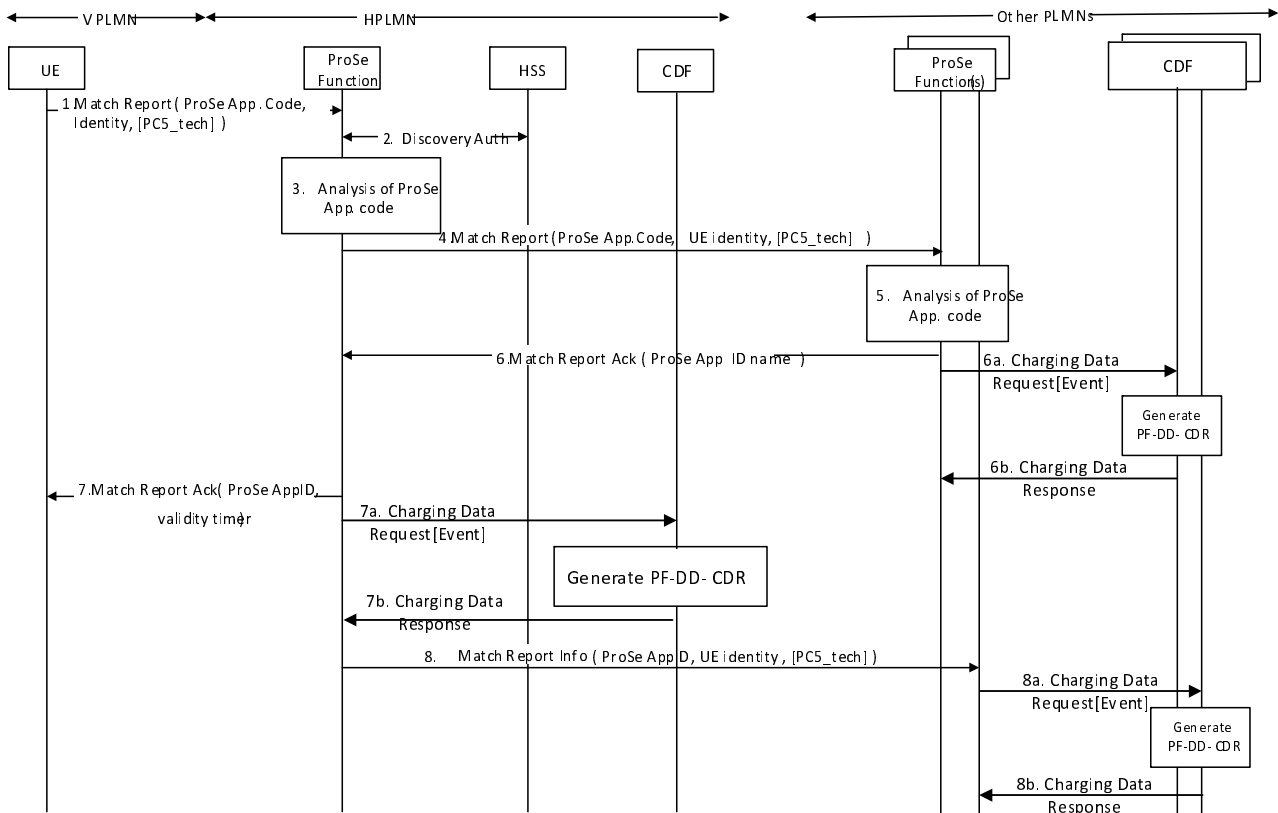 VPLMN
HPLMN
Other PLMNs
UE
ProSe
Function
HSS
CDF
ProSe
Function(s)
CDF
1.Match Report ( ProSe App. Code,
Identity, [PC5_tech] )
2. Discovery Auth
3. Analysis of ProSe
App. code
4.Match Report (ProSe App.Code, UE identity, [PC5_tech] )
5. Analysis of ProSe
App. code
6.Match Report Ack ( ProSe App ID name )
6a. Charging Data
Request[Event]
Generate
PF-DD- CDR
6b. Charging Data
Response
7.Match Report Ack( ProSe AppID,
validity timer)
7a. Charging Data
Request[Event]
Generate PF-DD- CDR
7b. Charging Data
Response
8. Match Report Info ( ProSe AppID, UE identity , [PC5_tech] )
8a. Charging Data
Request[Event]
Generate
PF-DD- CDR
8b. Charging Data
Response